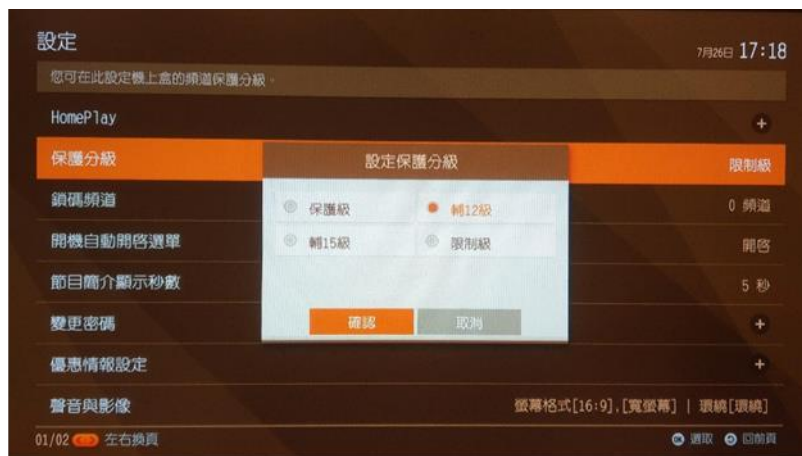 設定
7月26日 17:18
您可在此設定機上盒的頻道保護分級。
HomePlay
保護分級 限制級
設定保護分級
鎖碼頻道 0 頻道
保護級 輔12級
開機自動開啓選單 開啓
輔15級 限制級
節目簡介顯示秒數 5 秒
變更密碼
確認 取消
優惠情報設定
聲音與影像 螢幕格式[16:9],[寬螢幕] | 環繞[環繞]
01/02 左右換頁 OK 選取 回前頁